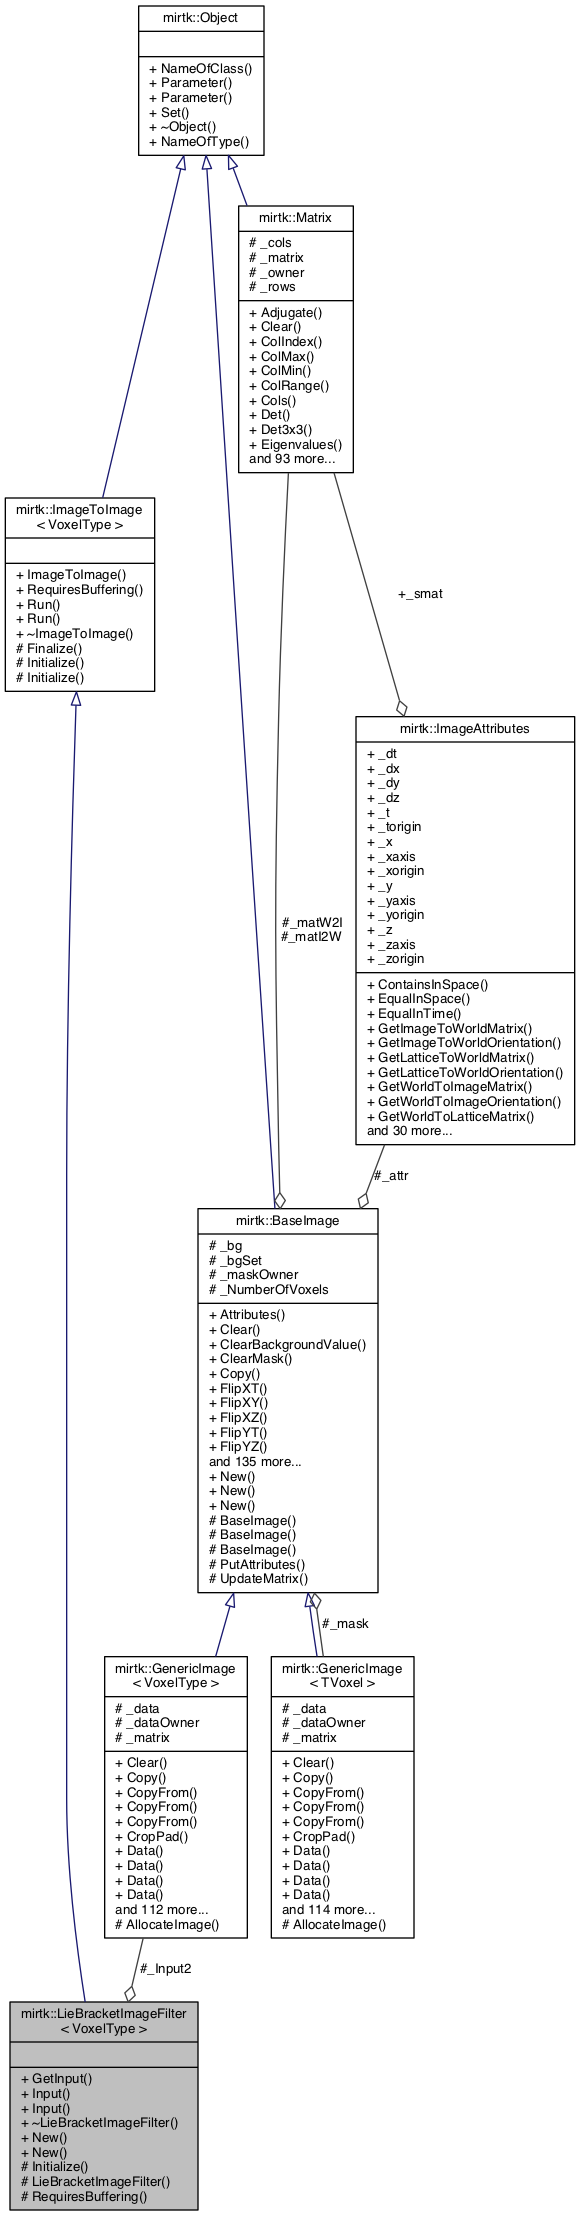 mirtk::Object
+ NameOfClass()
+ Parameter()
+ Parameter()
+ Set()
+ ~Object()
+ NameOfType()
mirtk::Matrix
# _cols
# _matrix
# _owner
# _rows
+ Adjugate()
+ Clear()
+ ColIndex()
+ ColMax()
+ ColMin()
+ ColRange()
+ Cols()
+ Det()
+ Det3x3()
+ Eigenvalues()
and 93 more...
mirtk::ImageToImage
< VoxelType >
+ ImageToImage()
+ RequiresBuffering()
+ Run()
+ Run()
+ ~ImageToImage()
# Finalize()
# Initialize()
# Initialize()
+_smat
mirtk::ImageAttributes
+ _dt
+ _dx
+ _dy
+ _dz
+ _t
+ _torigin
+ _x
+ _xaxis
+ _xorigin
+ _y
+ _yaxis
+ _yorigin
+ _z
+ _zaxis
+ _zorigin
+ ContainsInSpace()
+ EqualInSpace()
+ EqualInTime()
+ GetImageToWorldMatrix()
+ GetImageToWorldOrientation()
+ GetLatticeToWorldMatrix()
+ GetLatticeToWorldOrientation()
+ GetWorldToImageMatrix()
+ GetWorldToImageOrientation()
+ GetWorldToLatticeMatrix()
and 30 more...
#_matW2I
#_matI2W
#_attr
mirtk::BaseImage
# _bg
# _bgSet
# _maskOwner
# _NumberOfVoxels
+ Attributes()
+ Clear()
+ ClearBackgroundValue()
+ ClearMask()
+ Copy()
+ FlipXT()
+ FlipXY()
+ FlipXZ()
+ FlipYT()
+ FlipYZ()
and 135 more...
+ New()
+ New()
+ New()
# BaseImage()
# BaseImage()
# BaseImage()
# PutAttributes()
# UpdateMatrix()
#_mask
mirtk::GenericImage
< VoxelType >
# _data
# _dataOwner
# _matrix
+ Clear()
+ Copy()
+ CopyFrom()
+ CopyFrom()
+ CopyFrom()
+ CropPad()
+ Data()
+ Data()
+ Data()
+ Data()
and 112 more...
# AllocateImage()
mirtk::GenericImage
< TVoxel >
# _data
# _dataOwner
# _matrix
+ Clear()
+ Copy()
+ CopyFrom()
+ CopyFrom()
+ CopyFrom()
+ CropPad()
+ Data()
+ Data()
+ Data()
+ Data()
and 114 more...
# AllocateImage()
#_Input2
mirtk::LieBracketImageFilter
< VoxelType >
+ GetInput()
+ Input()
+ Input()
+ ~LieBracketImageFilter()
+ New()
+ New()
# Initialize()
# LieBracketImageFilter()
# RequiresBuffering()